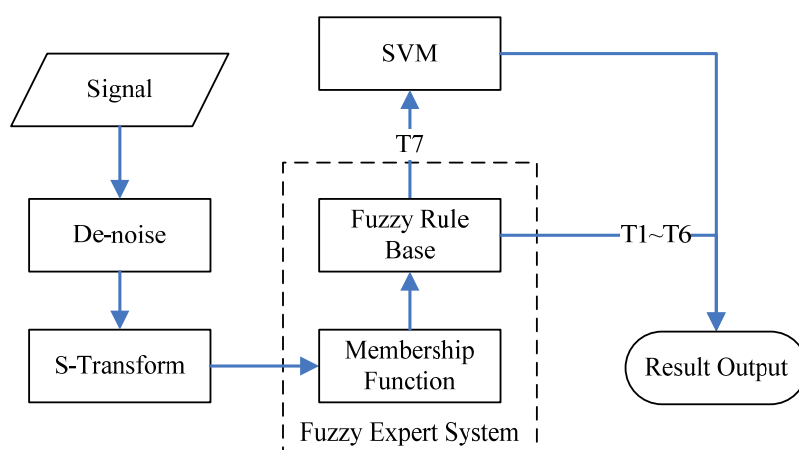 Signal
De-noise
S-Transform
SVM
T7
Fuzzy Rule
Base
T1~T6
Membership
Function
Fuzzy Expert System
Result Output